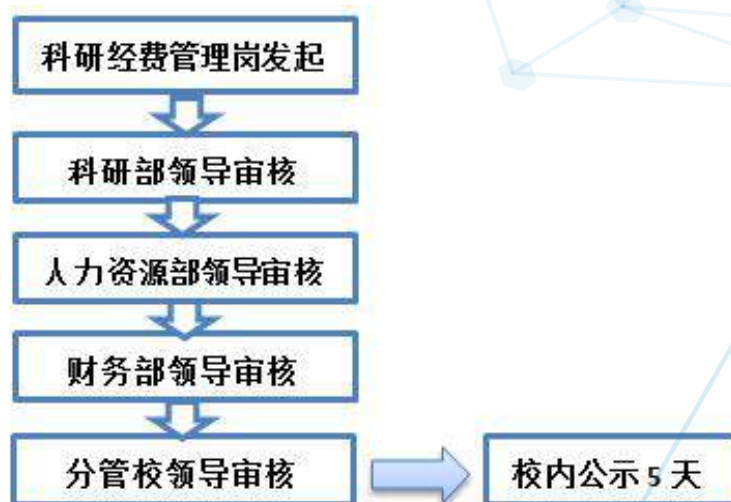 科研经费管理岗发起
科研部领导审核
人力资源部领导审核
财务部领导审核
分管校领导审核
校内公示 5 天